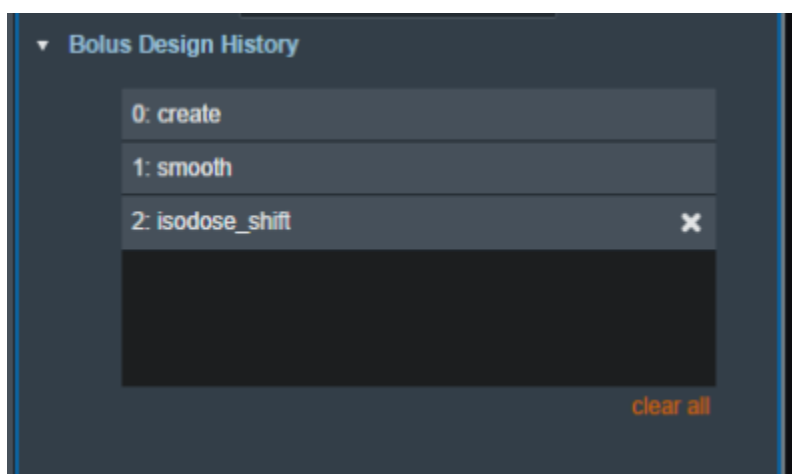 Bolus Design History
0: create
1: smooth
2: isodose_shift
clear all